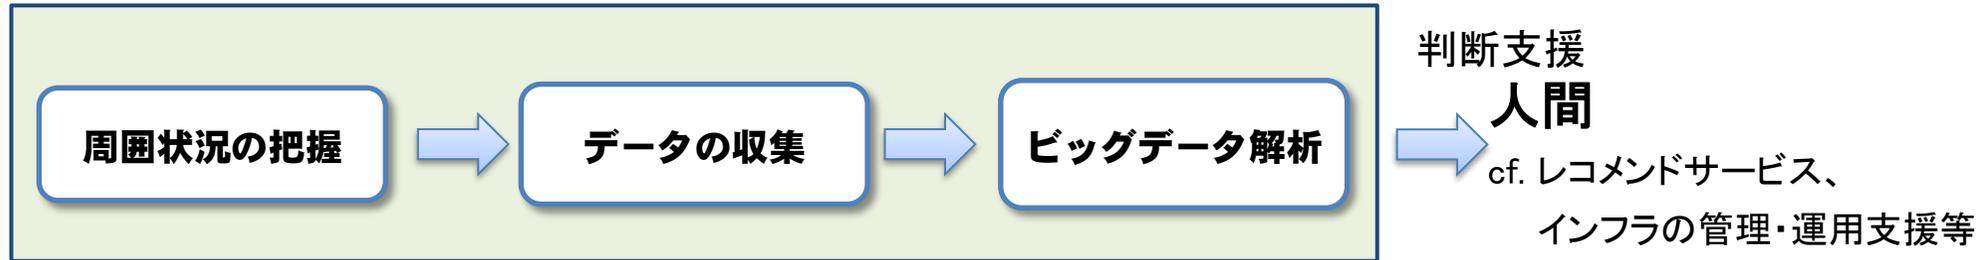 周囲状況の把握
データの収集
ビッグデータ解析
判断支援
人間
cf. レコメンドサービス、
インフラの管理・運用支援等